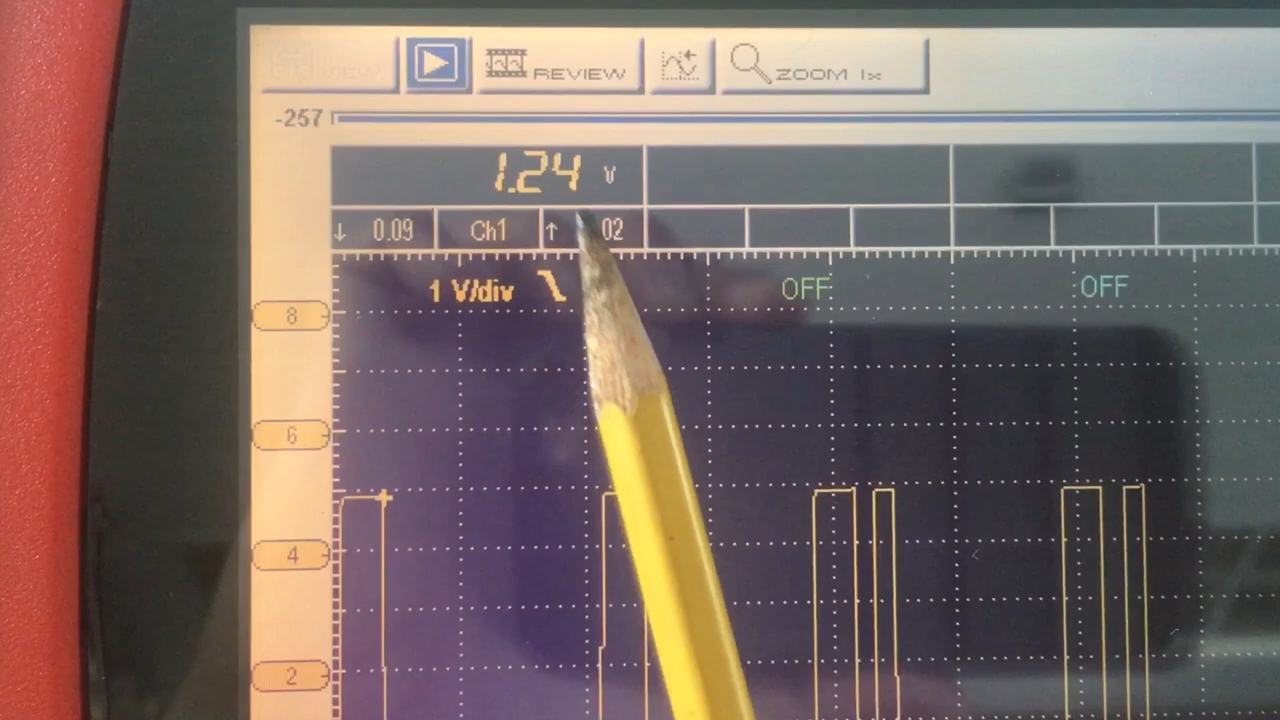 REVIEW
ZOOM 1x
-257
1.24 V
↓ 0.09 Ch1 ↑ 02
1 V/div OFF OFF
8
6
4
2